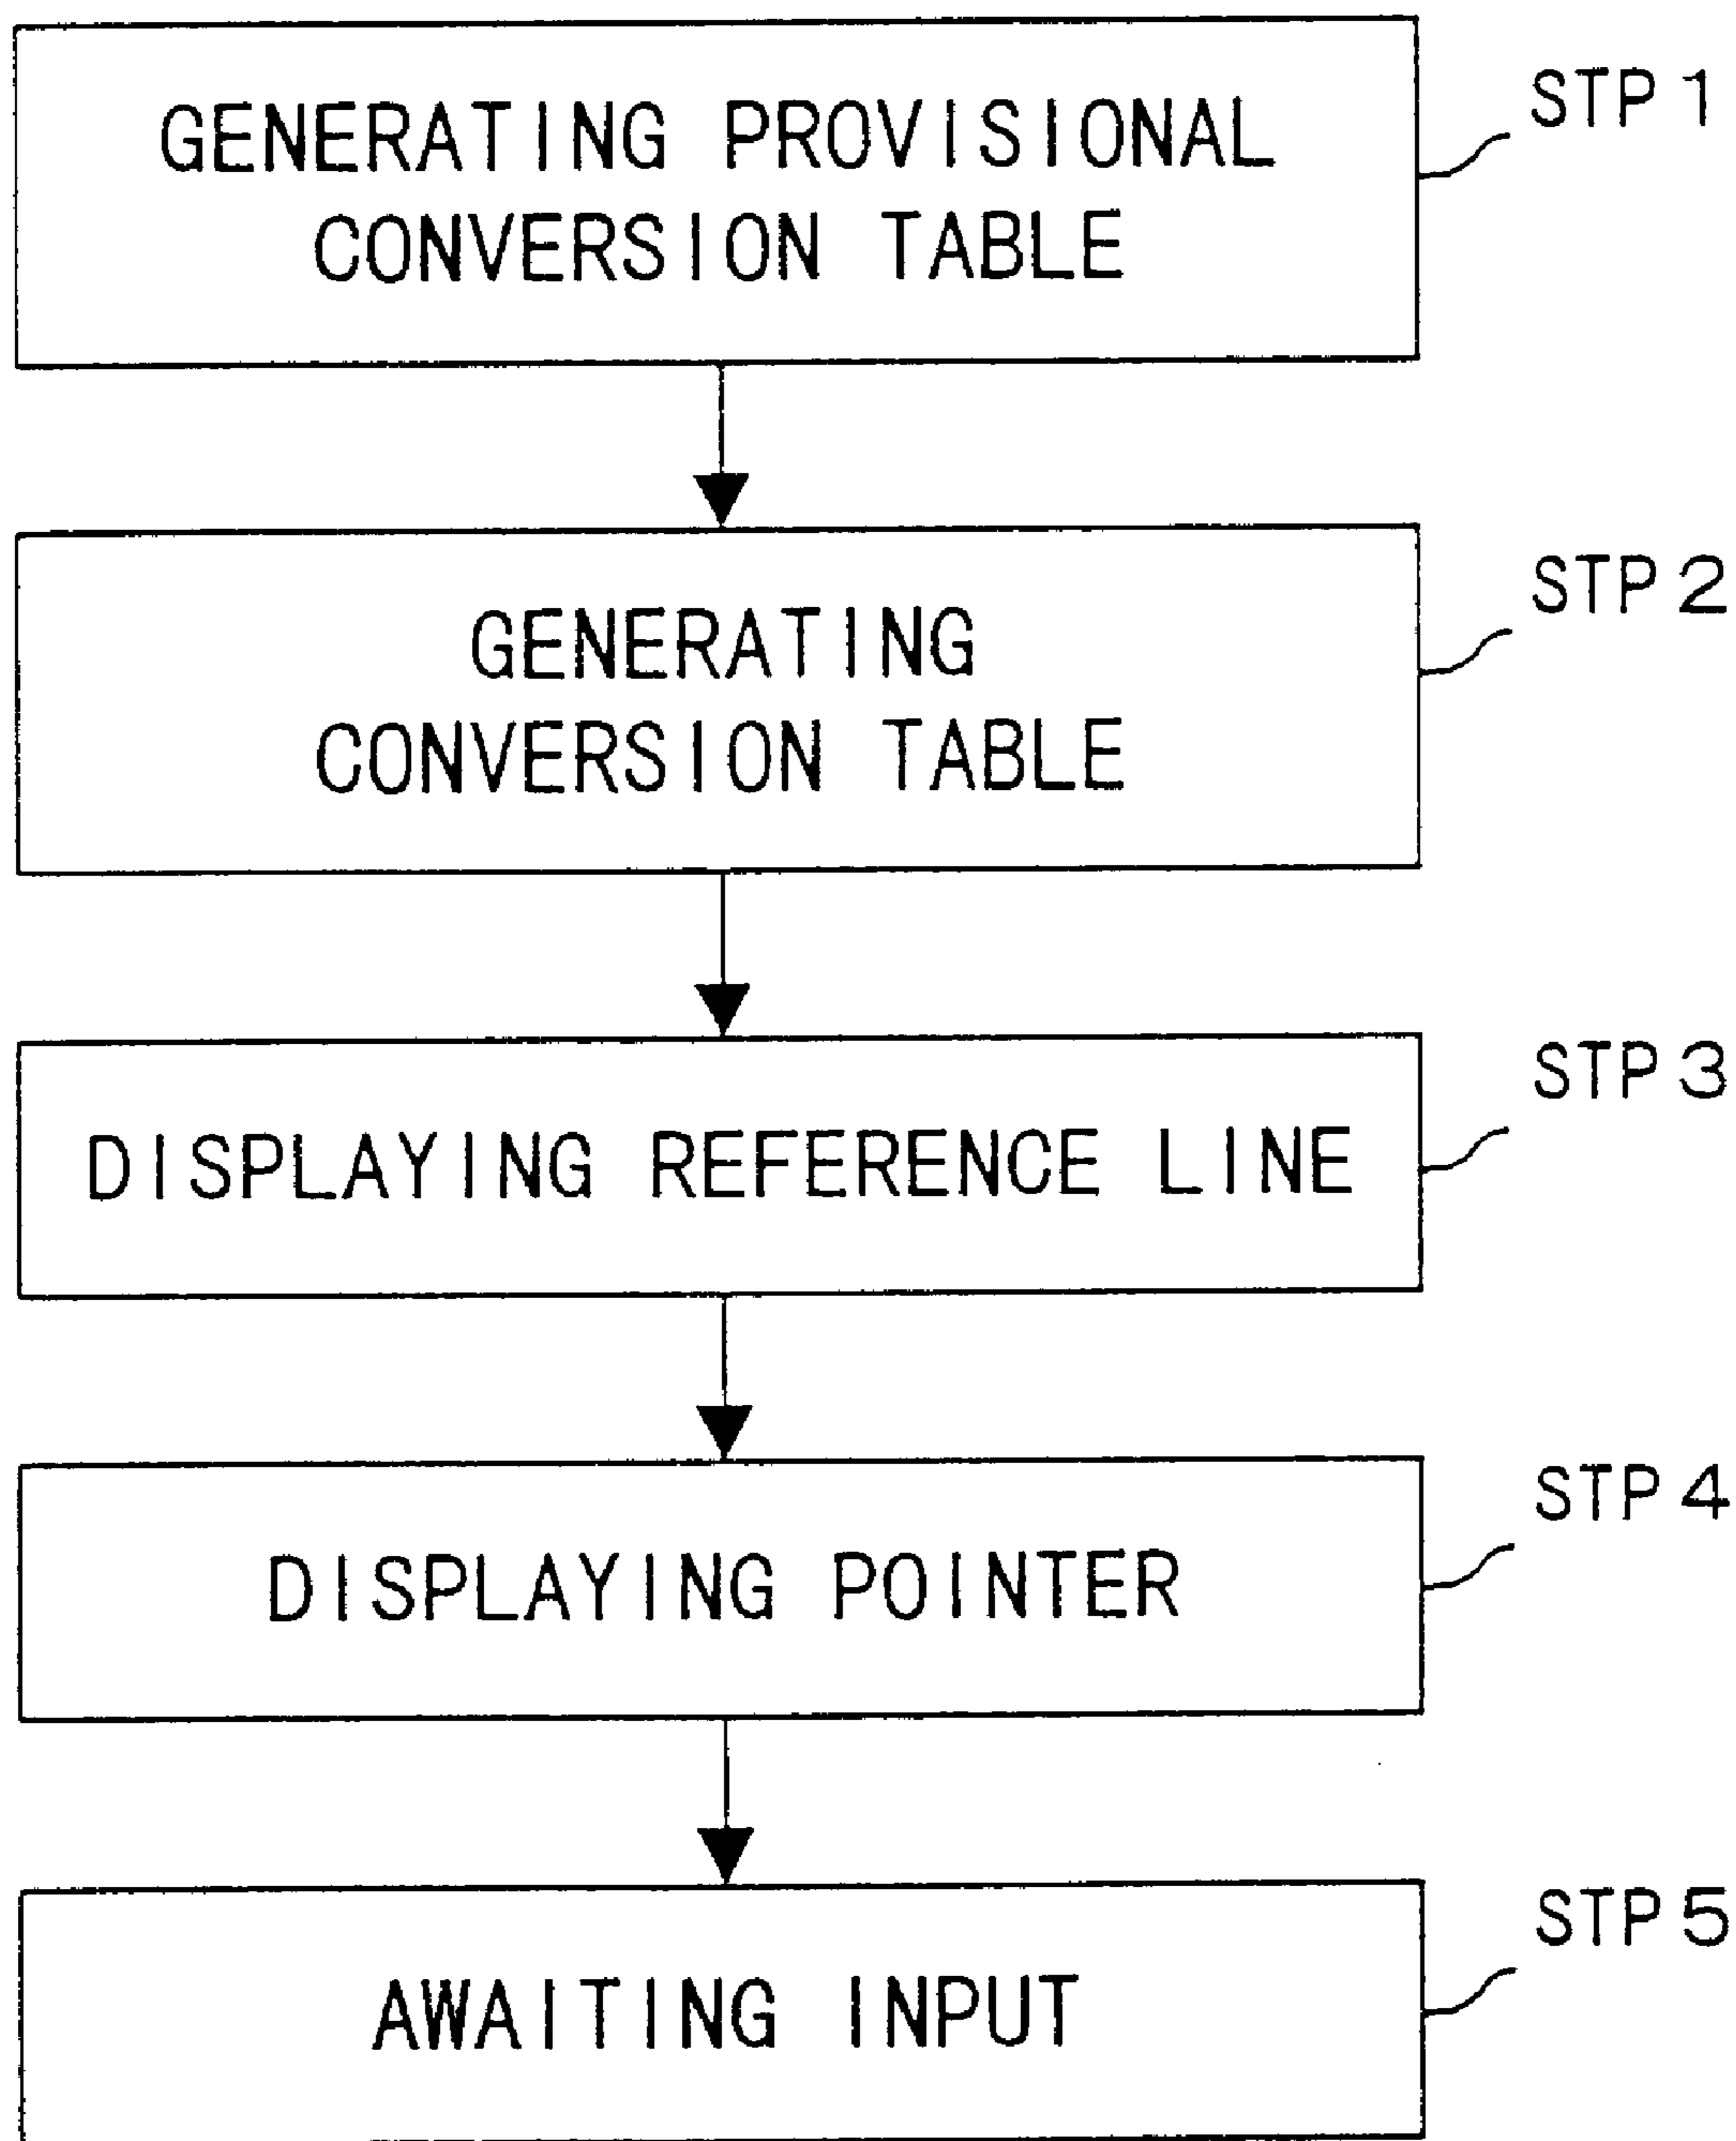 GENERATING PROVISIONAL
CONVERSION TABLE
STP 1
GENERATING
CONVERSION TABLE
STP 2
DISPLAYING REFERENCE LINE
STP 3
DISPLAYING POINTER
STP 4
AWAITING INPUT
STP 5